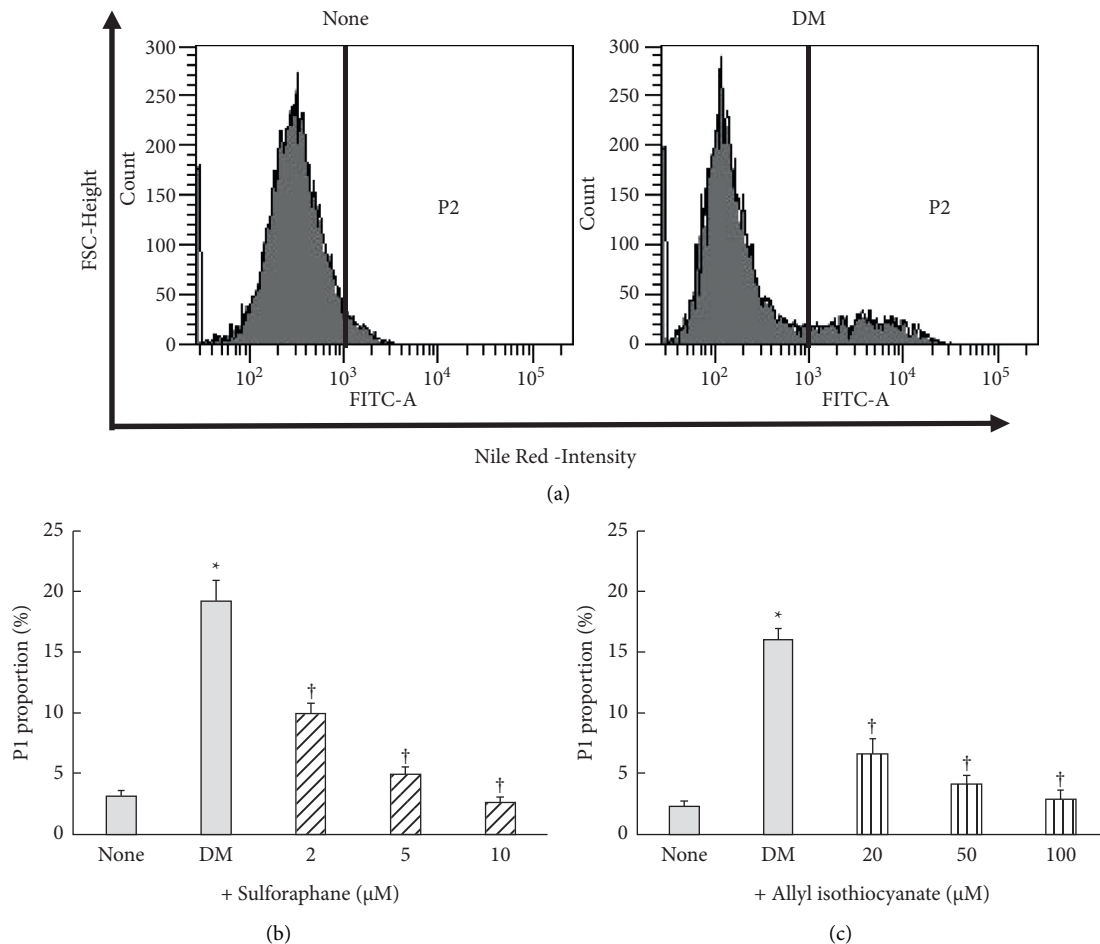 None
DM
300
250
200
150
100
50
0
Count
FSC-Height
P2
10² 10³ 10⁴ 10⁵
FITC-A
300
250
200
150
100
50
0
Count
P2
10² 10³ 10⁴ 10⁵
FITC-A
Nile Red -Intensity
(a)
25
20
15
10
5
0
P1 proportion (%)
*
†
†
†
None DM 2 5 10
+ Sulforaphane (µM)
(b)
25
20
15
10
5
0
P1 proportion (%)
*
†
†
†
None DM 20 50 100
+ Allyl isothiocyanate (µM)
(c)